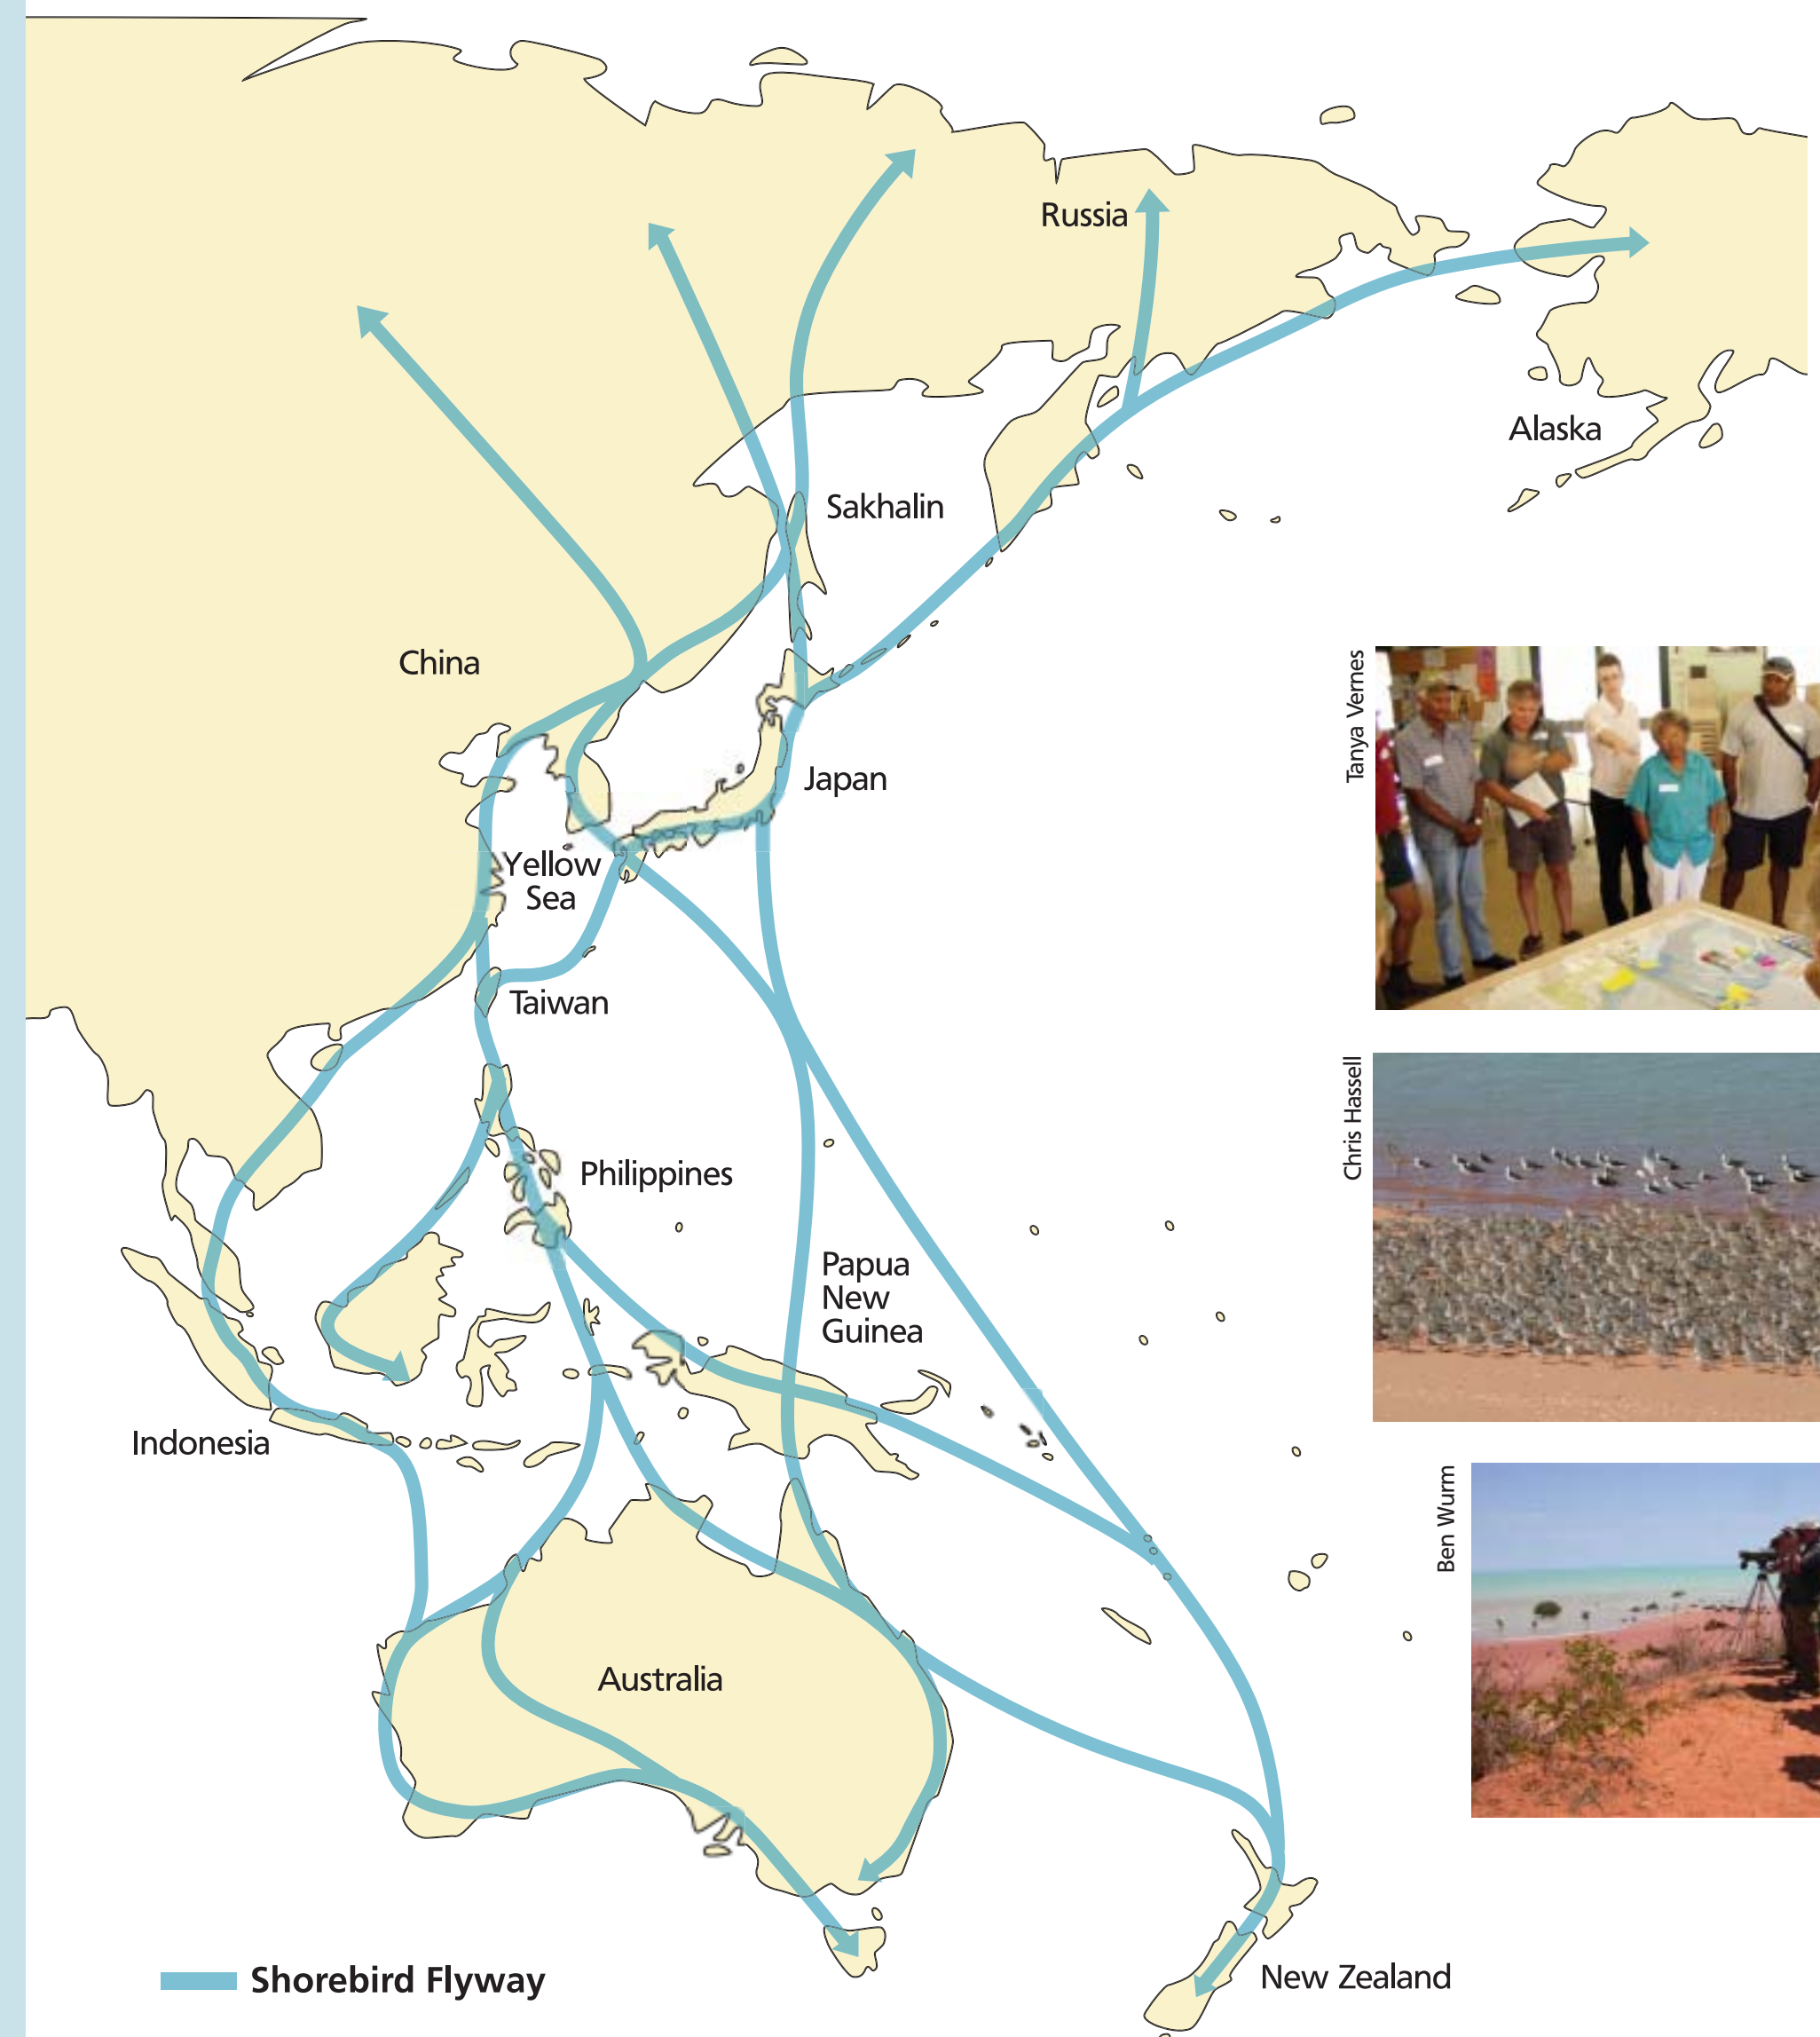 Russia
Alaska
Sakhalin
China
Tanya Vernes
Japan
Yellow
Sea
Taiwan
Chris Hassell
Philippines
Papua
New
Guinea
Indonesia
Ben Wurm
Australia
Shorebird Flyway
New Zealand